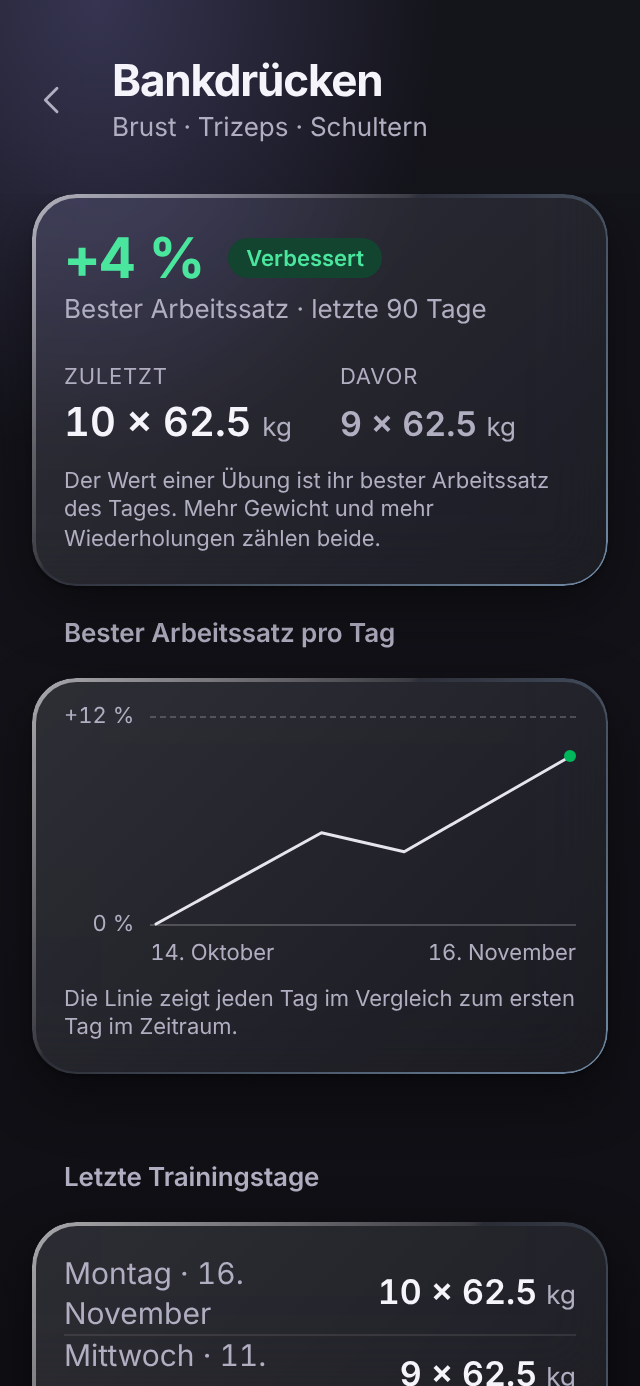 Bankdrücken
Brust · Trizeps · Schultern
+4 % Verbessert
Bester Arbeitssatz · letzte 90 Tage
ZULETZT DAVOR
10 × 62.5 kg 9 × 62.5 kg
Der Wert einer Übung ist ihr bester Arbeitssatz
des Tages. Mehr Gewicht und mehr
Wiederholungen zählen beide.
Bester Arbeitssatz pro Tag
+12 %
0 %
14. Oktober 16. November
Die Linie zeigt jeden Tag im Vergleich zum ersten
Tag im Zeitraum.
Letzte Trainingstage
Montag · 16.
November
10 × 62.5 kg
Mittwoch · 11.
9 × 62.5 kg